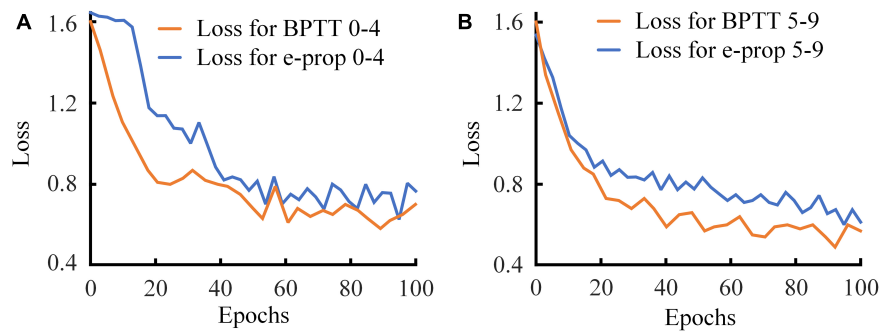 A
Loss for BPTT 0-4
Loss for e-prop 0-4
1.6
1.2
0.8
0.4
Loss
0 20 40 60 80 100
Epochs
B
Loss for BPTT 5-9
Loss for e-prop 5-9
1.6
1.2
0.8
0.4
Loss
0 20 40 60 80 100
Epochs